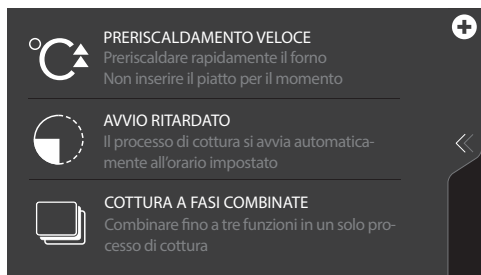 PRERISCALDAMENTO VELOCE
Preriscaldare rapidamente il forno
Non inserire il piatto per il momento
AVVIO RITARDATO
Il processo di cottura si avvia automatica-
mente all'orario impostato
COTTURA A FASI COMBINATE
Combinare fino a tre funzioni in un solo pro-
cesso di cottura